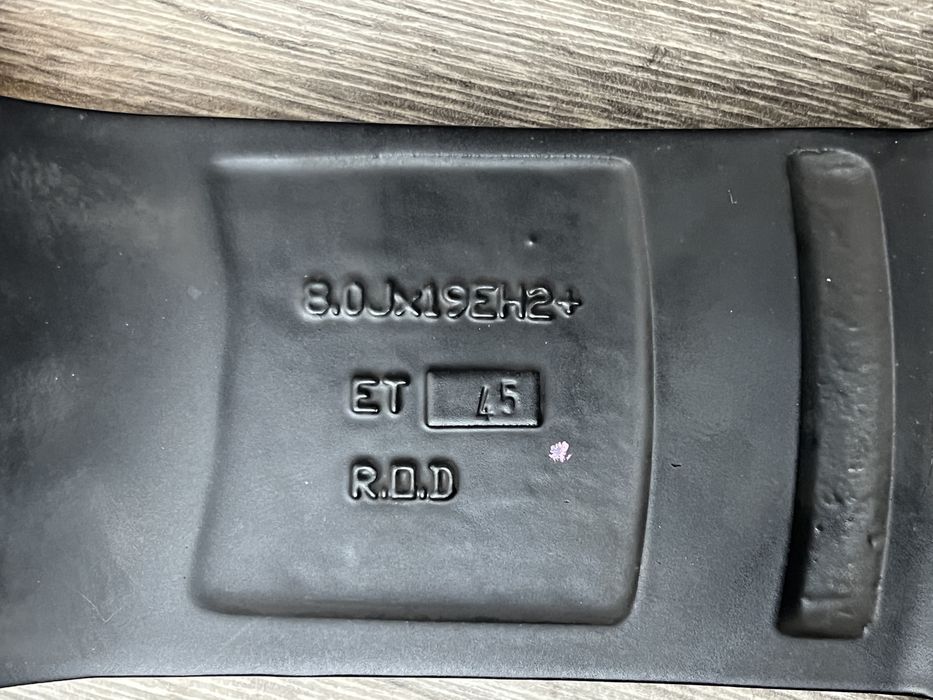 8.0Jx19EH2+
ET 45
R.O.D